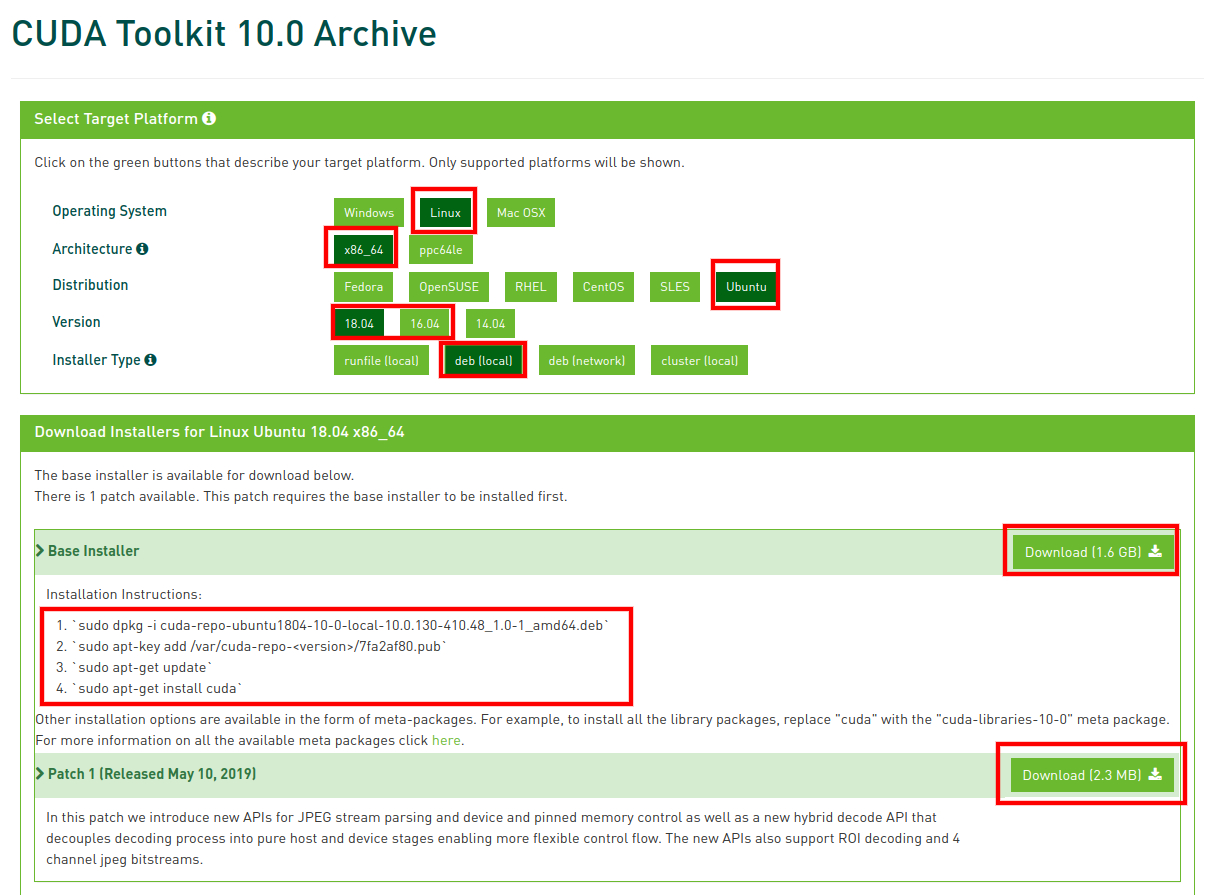 CUDA Toolkit 10.0 Archive
Select Target Platform
Click on the green buttons that describe your target platform. Only supported platforms will be shown.
Operating System Windows Linux Mac OSX
Architecture x86_64 ppc64le
Distribution Fedora OpenSUSE RHEL CentOS SLES Ubuntu
Version 18.04 16.04 14.04
Installer Type runfile (local) deb (local) deb (network) cluster (local)
Download Installers for Linux Ubuntu 18.04 x86_64
The base installer is available for download below.
There is 1 patch available. This patch requires the base installer to be installed first.
Base Installer Download (1.6 GB)
Installation Instructions:
1. `sudo dpkg -i cuda-repo-ubuntu1804-10-0-local-10.0.130-410.48_1.0-1_amd64.deb`
2. `sudo apt-key add /var/cuda-repo-<version>/7fa2af80.pub`
3. `sudo apt-get update`
4. `sudo apt-get install cuda`
Other installation options are available in the form of meta-packages. For example, to install all the library packages, replace "cuda" with the "cuda-libraries-10-0" meta package.
For more information on all the available meta packages click here.
Patch 1 (Released May 10, 2019) Download (2.3 MB)
In this patch we introduce new APIs for JPEG stream parsing and device and pinned memory control as well as a new hybrid decode API that
decouples decoding process into pure host and device stages enabling more flexible control flow. The new APIs also support ROI decoding and 4
channel jpeg bitstreams.